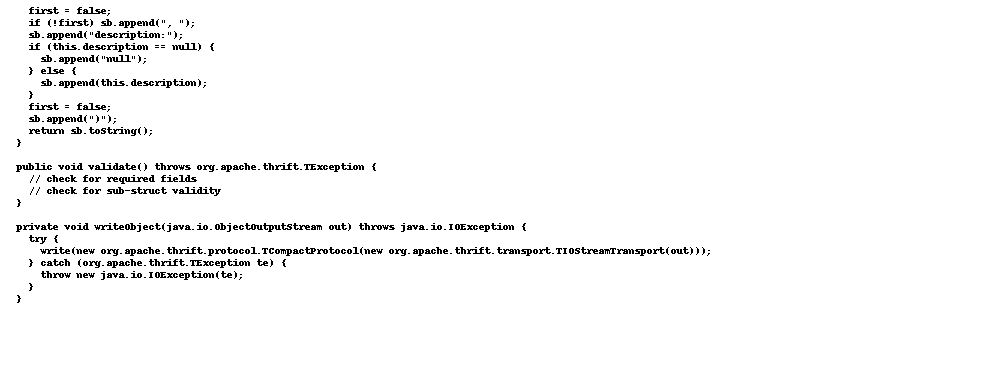 first = false;
if (!first) sb.append(", ");
sb.append("description:");
if (this.description == null) {
sb.append("null");
} else {
sb.append(this.description);
}
first = false;
sb.append(")");
return sb.toString();
}
public void validate() throws org.apache.thrift.TException {
// check for required fields
// check for sub-struct validity
}
private void writeObject(java.io.ObjectOutputStream out) throws java.io.IOException {
try {
write(new org.apache.thrift.protocol.TCompactProtocol(new org.apache.thrift.transport.TIOStreamTransport(out)));
} catch (org.apache.thrift.TException te) {
throw new java.io.IOException(te);
}
}